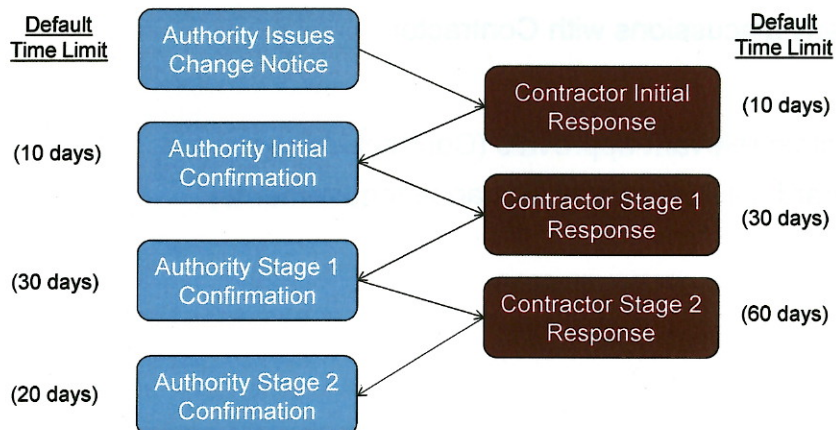 Default
Time Limit
Authority Issues
Change Notice
Default
Time Limit
Contractor Initial
Response
(10 days)
(10 days)
Authority Initial
Confirmation
Contractor Stage 1
Response
(30 days)
(30 days)
Authority Stage 1
Confirmation
Contractor Stage 2
Response
(60 days)
(20 days)
Authority Stage 2
Confirmation